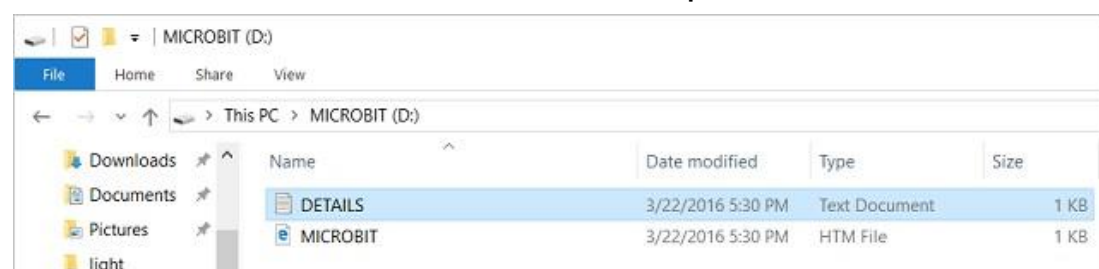 MICROBIT (D:)
File Home Share View
This PC > MICROBIT (D:)
Downloads
Documents
Pictures
light
Name Date modified Type Size
DETAILS 3/22/2016 5:30 PM Text Document 1 KB
MICROBIT 3/22/2016 5:30 PM HTM File 1 KB